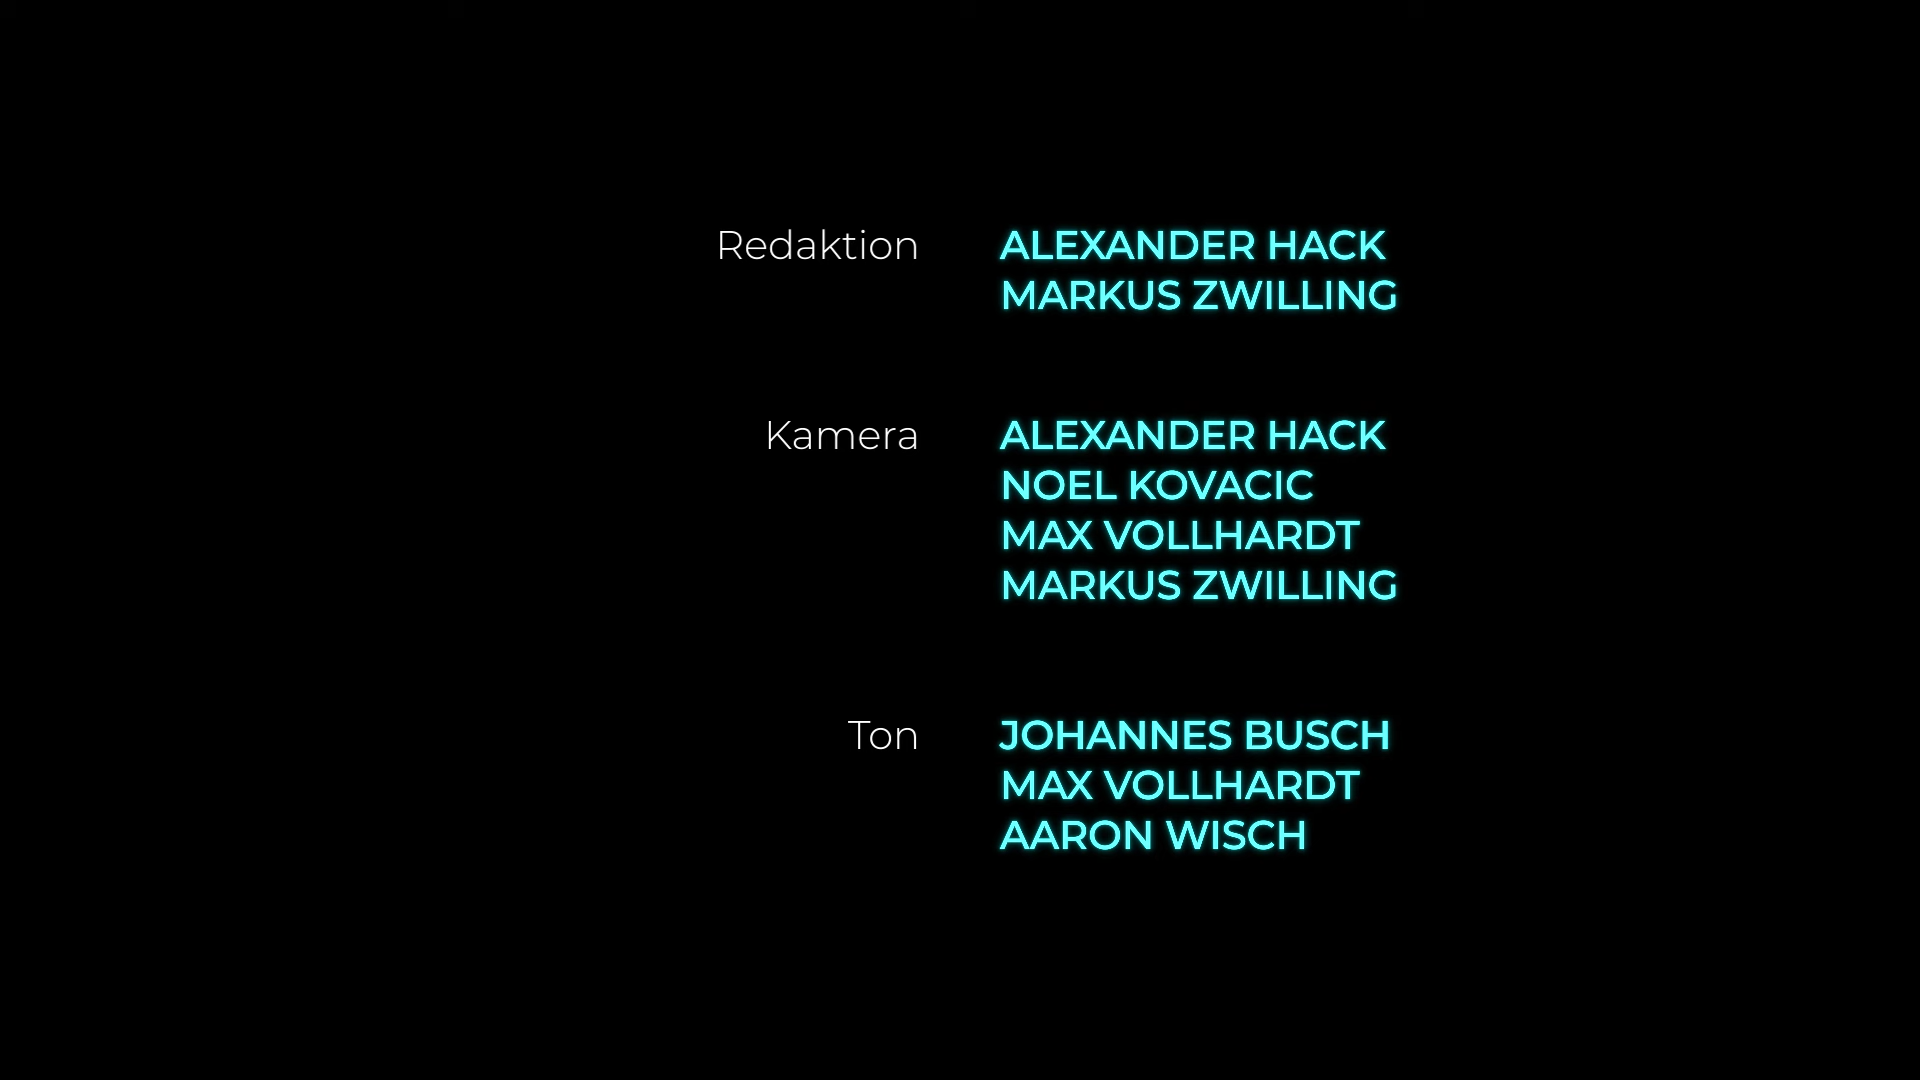 Redaktion ALEXANDER HACK
MARKUS ZWILLING
Kamera ALEXANDER HACK
NOEL KOVACIC
MAX VOLLHARDT
MARKUS ZWILLING
Ton JOHANNES BUSCH
MAX VOLLHARDT
AARON WISCH